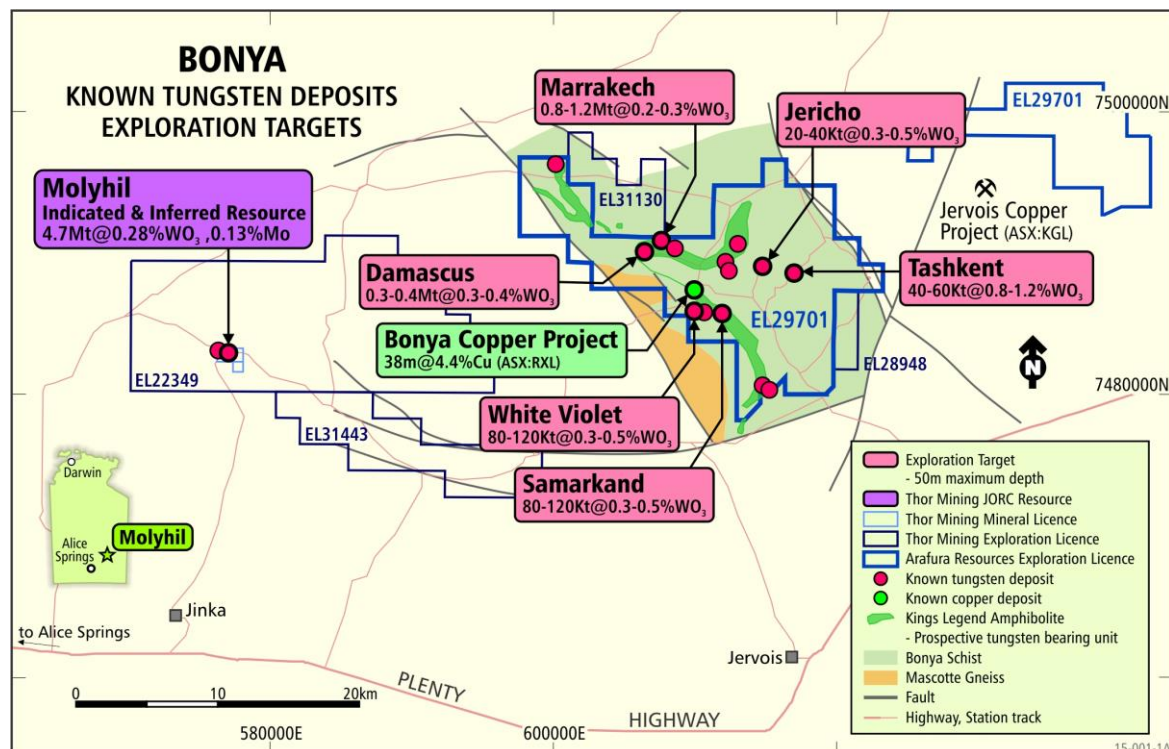 BONYA
KNOWN TUNGSTEN DEPOSITS
EXPLORATION TARGETS
Marrakech
0.8-1.2Mt@0.2-0.3%WO₃
Jericho
20-40Kt@0.3-0.5%WO₃
EL29701
7500000N
Molyhil
Indicated & Inferred Resource
4.7Mt@0.28%WO₃ ,0.13%Mo
EL31130
Jervois Copper
Project (ASX:KGL)
Damascus
0.3-0.4Mt@0.3-0.4%WO₃
Tashkent
40-60Kt@0.8-1.2%WO₃
Bonya Copper Project
38m@4.4%Cu (ASX:RXL)
EL29701
N
EL28948
EL22349
7480000N
White Violet
80-120Kt@0.3-0.5%WO₃
EL31443
Samarkand
80-120Kt@0.3-0.5%WO₃
Darwin
Alice
Springs
Molyhil
Exploration Target
- 50m maximum depth
Thor Mining JORC Resource
Thor Mining Mineral Licence
Thor Mining Exploration Licence
Arafura Resources Exploration Licence
Known tungsten deposit
Known copper deposit
Kings Legend Amphibolite
- Prospective tungsten bearing unit
Bonya Schist
Mascotte Gneiss
Fault
Highway, Station track
Jinka
to Alice Springs
Jervois
PLENTY
HIGHWAY
0 10 20km
580000E
600000E